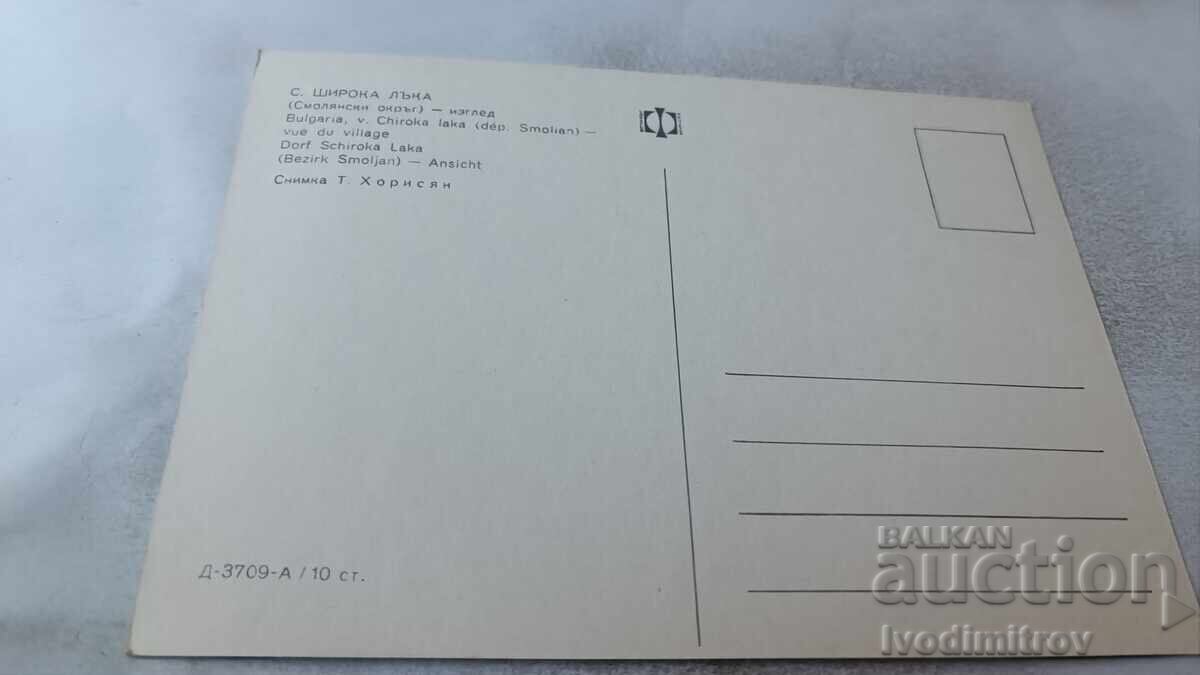 С. ШИРОКА ЛЪКА
(Смолянски окръг) — изглед
Bulgaria, v. Chiroka laka (dép. Smolian) —
vue du village
Dorf Schiroka Laka
(Bezirk Smoljan) — Ansicht
Снимка Т. Хорисян
Д-3709-А / 10 ст.
BALKAN
auction
Ivodimitrov